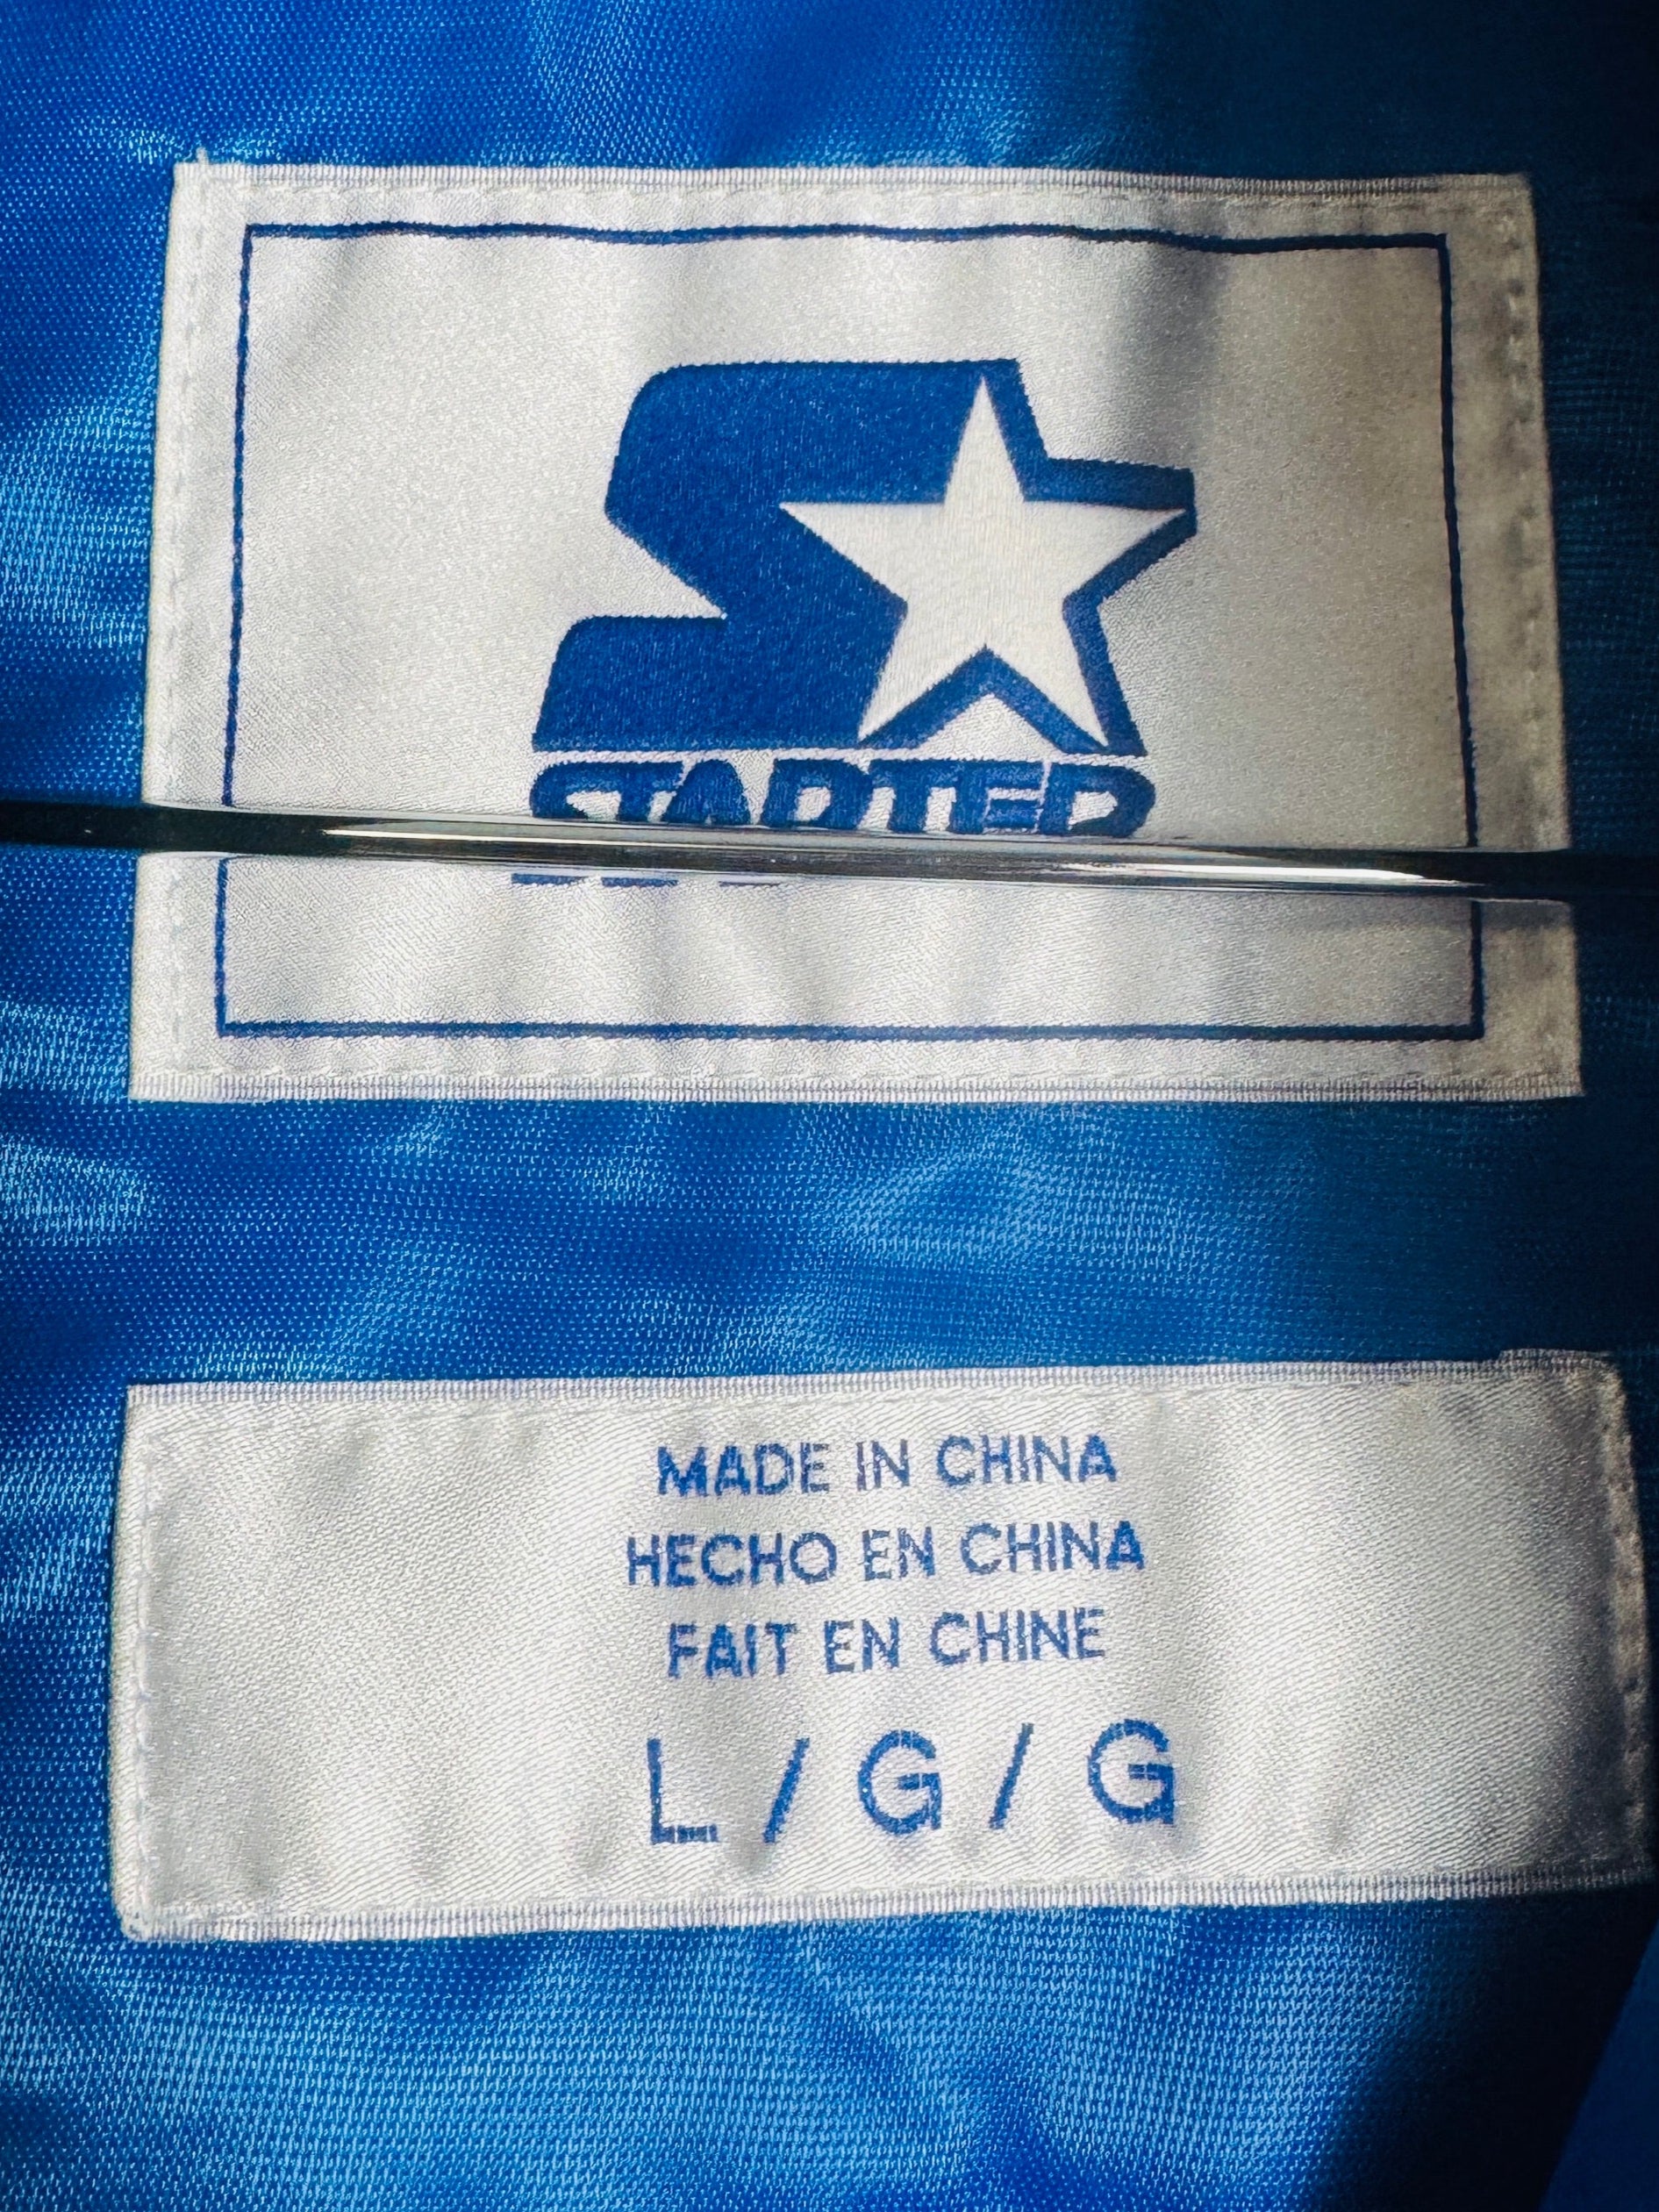 STARTER
MADE IN CHINA
HECHO EN CHINA
FAIT EN CHINE
L / G / G